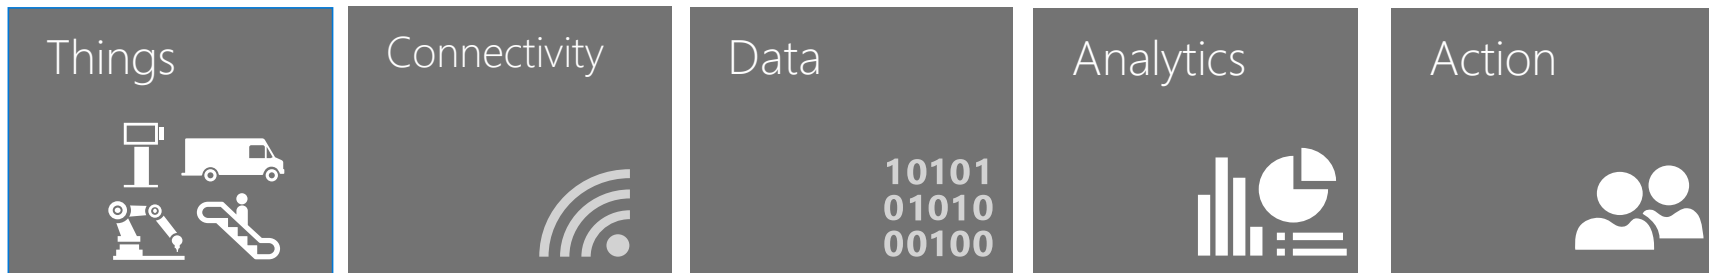 Things
Connectivity
Data
Analytics
Action
10101
01010
00100